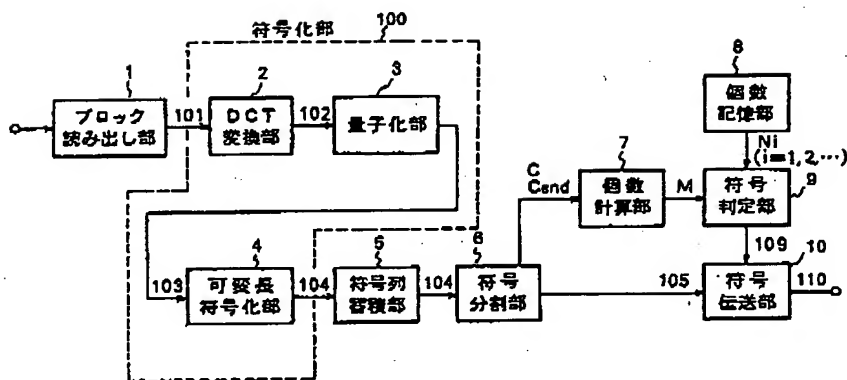 符号化部
100
1
ブロック
読み出し部
101
2
DCT
変換部
102
3
量子化部
8
個数
記憶部
Ni
(i=1,2,…)
7
個数
計算部
C
Cend
M
符号
判定部
9
109
103
4
可変長
符号化部
104
5
符号列
蓄積部
104
6
符号
分割部
105
10
符号
伝送部
110